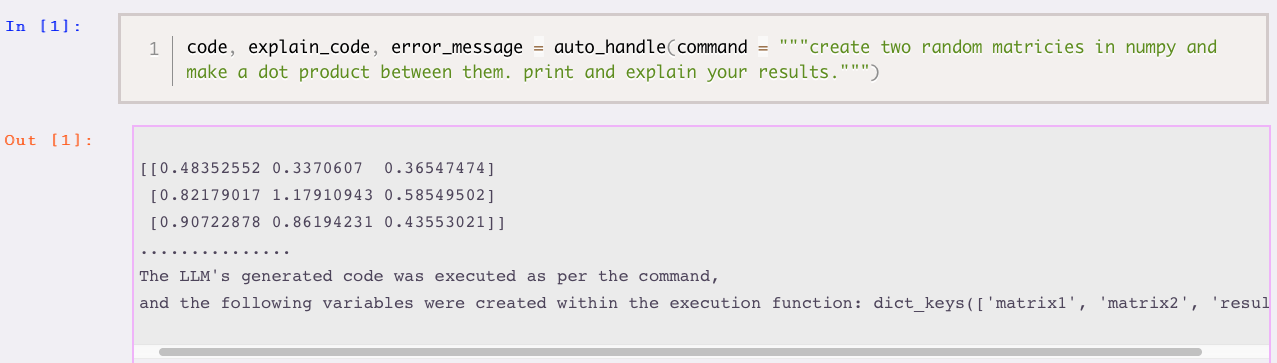 In [1]:
1 code, explain_code, error_message = auto_handle(command = """create two random matricies in numpy and
make a dot product between them. print and explain your results.""")
Out [1]:
[[0.48352552 0.3370607  0.36547474]
 [0.82179017 1.17910943 0.58549502]
 [0.90722878 0.86194231 0.43553021]]
...............
The LLM's generated code was executed as per the command,
and the following variables were created within the execution function: dict_keys(['matrix1', 'matrix2', 'resul